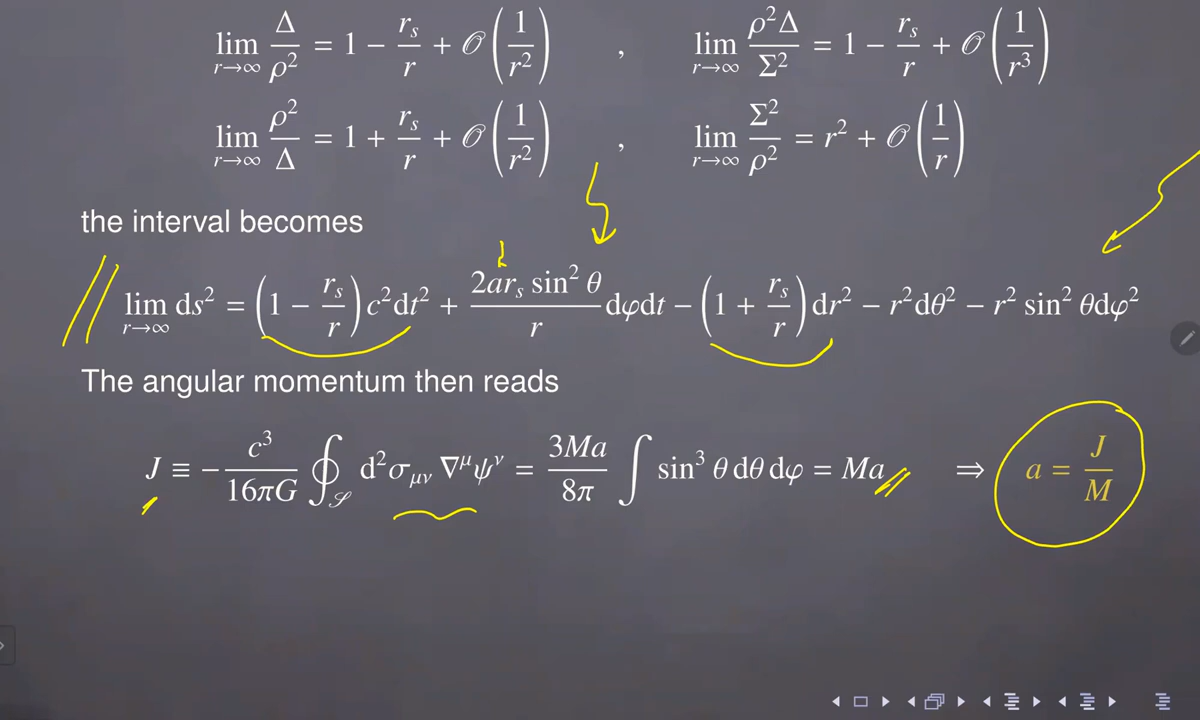 lim_{r→∞} Δ/ρ² = 1 − r_s/r + 𝒪(1/r²) , lim_{r→∞} ρ²Δ/Σ² = 1 − r_s/r + 𝒪(1/r³)
lim_{r→∞} ρ²/Δ = 1 + r_s/r + 𝒪(1/r²) , lim_{r→∞} Σ²/ρ² = r² + 𝒪(1/r)
the interval becomes
lim_{r→∞} ds² = (1 − r_s/r) c²dt² + 2ar_s sin² θ/r dφdt − (1 + r_s/r) dr² − r²dθ² − r² sin² θdφ²
The angular momentum then reads
J ≡ − c³/16πG ∮_𝒮 d²σ_{μν} ∇^μ ψ^ν = 3Ma/8π ∫ sin³ θ dθ dφ = Ma ⇒ a = J/M